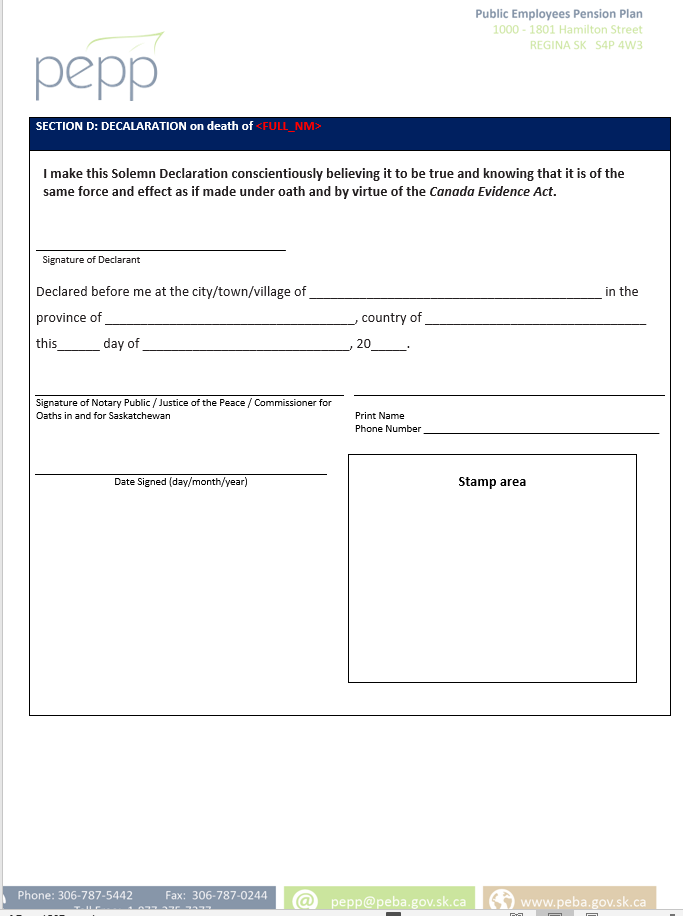 Public Employees Pension Plan
1000 - 1801 Hamilton Street
REGINA SK S4P 4W3
pepp
SECTION D: DECALARATION on death of <FULL_NM>
I make this Solemn Declaration conscientiously believing it to be true and knowing that it is of the
same force and effect as if made under oath and by virtue of the Canada Evidence Act.
Signature of Declarant
Declared before me at the city/town/village of ________________________________________ in the
province of __________________________________, country of ______________________________
this______ day of ____________________________, 20_____.
Signature of Notary Public / Justice of the Peace / Commissioner for
Oaths in and for Saskatchewan
Print Name
Phone Number ________________________________________
Date Signed (day/month/year)
Stamp area
Phone: 306-787-5442 Fax: 306-787-0244
pepp@peba.gov.sk.ca
www.peba.gov.sk.ca